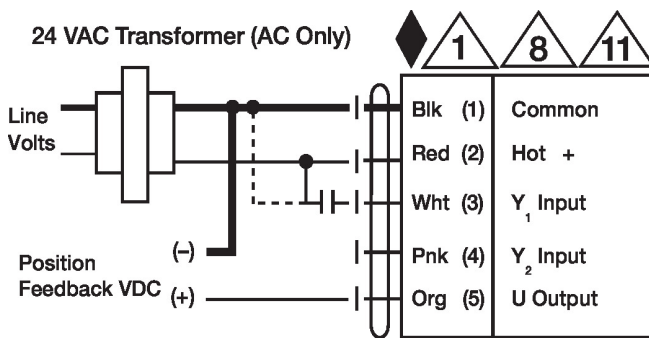 24 VAC Transformer (AC Only)
1 8 11
Line
Volts
Blk (1) Common
Red (2) Hot +
Wht (3) Y1 Input
Pnk (4) Y2 Input
Org (5) U Output
Position
Feedback VDC
(–)
(+)